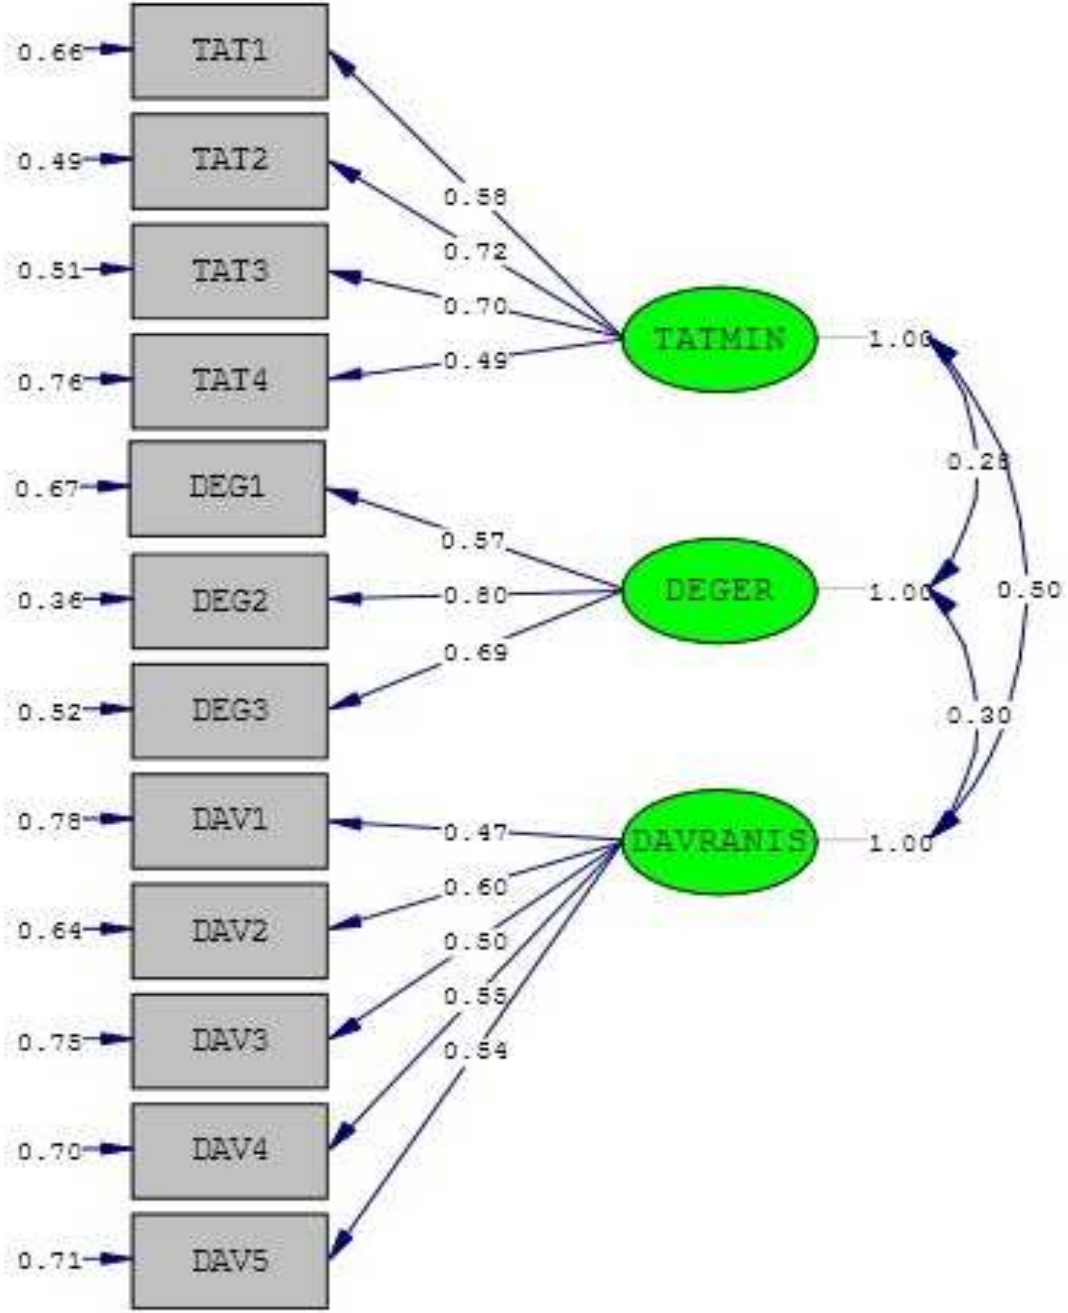 0.66 TAT1
0.58
0.49 TAT2
0.72
0.51 TAT3
0.70
TATMIN 1.00
0.49
0.76 TAT4
0.67 DEG1
0.57
0.36 DEG2
0.80
DEGER 1.00
0.50
0.69
0.52 DEG3
0.30
0.78 DAV1
0.47
DAVRANIS 1.00
0.60
0.64 DAV2
0.50
0.55
0.75 DAV3
0.54
0.70 DAV4
0.71 DAV5